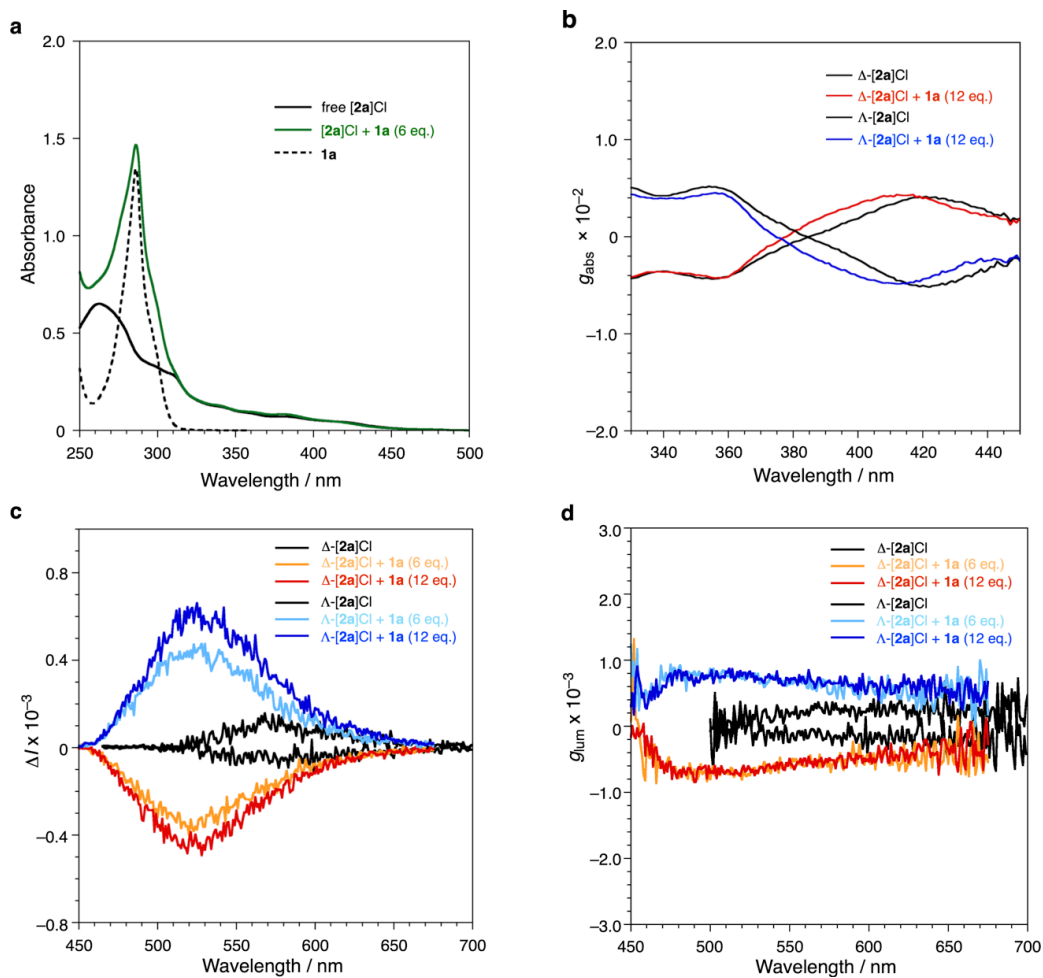 a
2.0
1.5
1.0
0.5
0
Absorbance
free [2a]Cl
[2a]Cl + 1a (6 eq.)
1a
250 300 350 400 450 500
Wavelength / nm
b
2.0
1.0
0
−1.0
−2.0
g_abs × 10⁻²
Δ-[2a]Cl
Δ-[2a]Cl + 1a (12 eq.)
Λ-[2a]Cl
Λ-[2a]Cl + 1a (12 eq.)
340 360 380 400 420 440
Wavelength / nm
c
0.8
0.4
0
−0.4
−0.8
ΔI x 10⁻³
Δ-[2a]Cl
Δ-[2a]Cl + 1a (6 eq.)
Δ-[2a]Cl + 1a (12 eq.)
Λ-[2a]Cl
Λ-[2a]Cl + 1a (6 eq.)
Λ-[2a]Cl + 1a (12 eq.)
450 500 550 600 650 700
Wavelength / nm
d
3.0
2.0
1.0
0
−1.0
−2.0
−3.0
g_lum x 10⁻³
Δ-[2a]Cl
Δ-[2a]Cl + 1a (6 eq.)
Δ-[2a]Cl + 1a (12 eq.)
Λ-[2a]Cl
Λ-[2a]Cl + 1a (6 eq.)
Λ-[2a]Cl + 1a (12 eq.)
450 500 550 600 650 700
Wavelength / nm